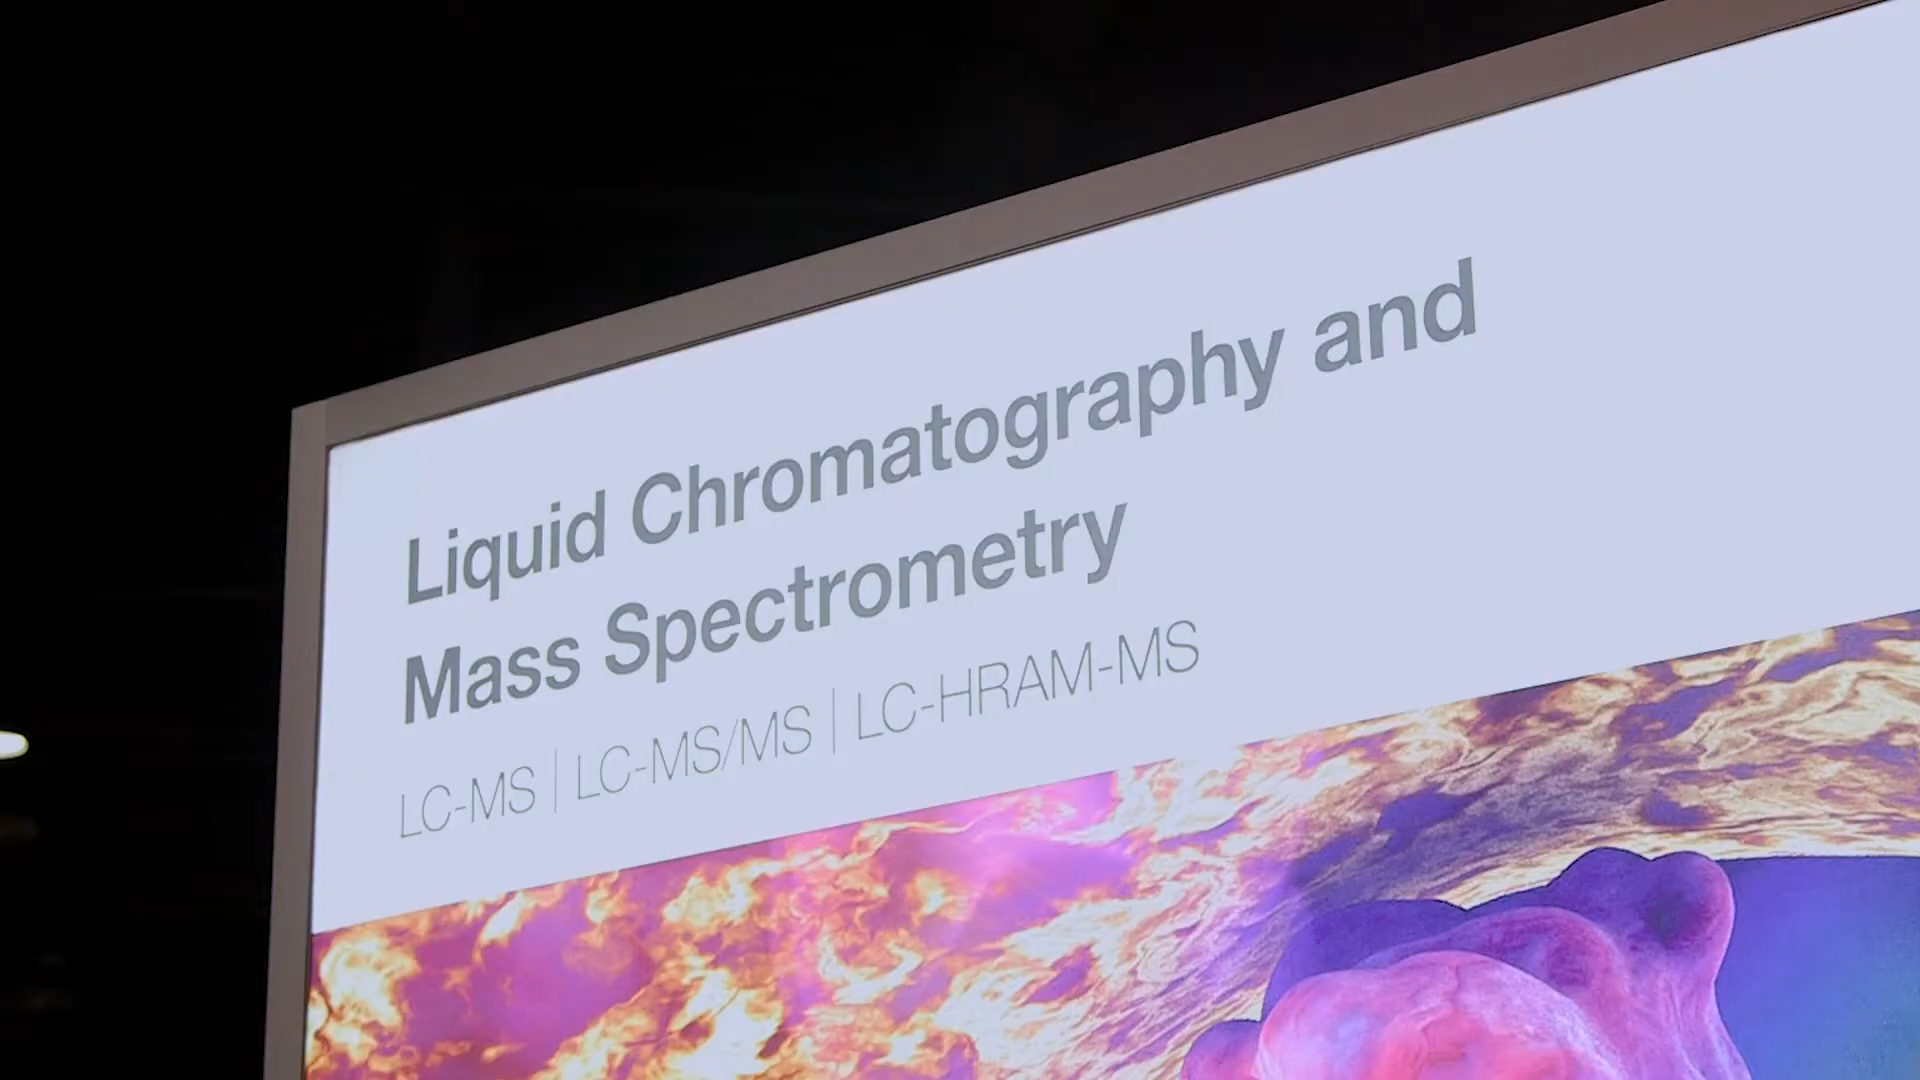 Liquid Chromatography and
Mass Spectrometry
LC-MS | LC-MS/MS | LC-HRAM-MS